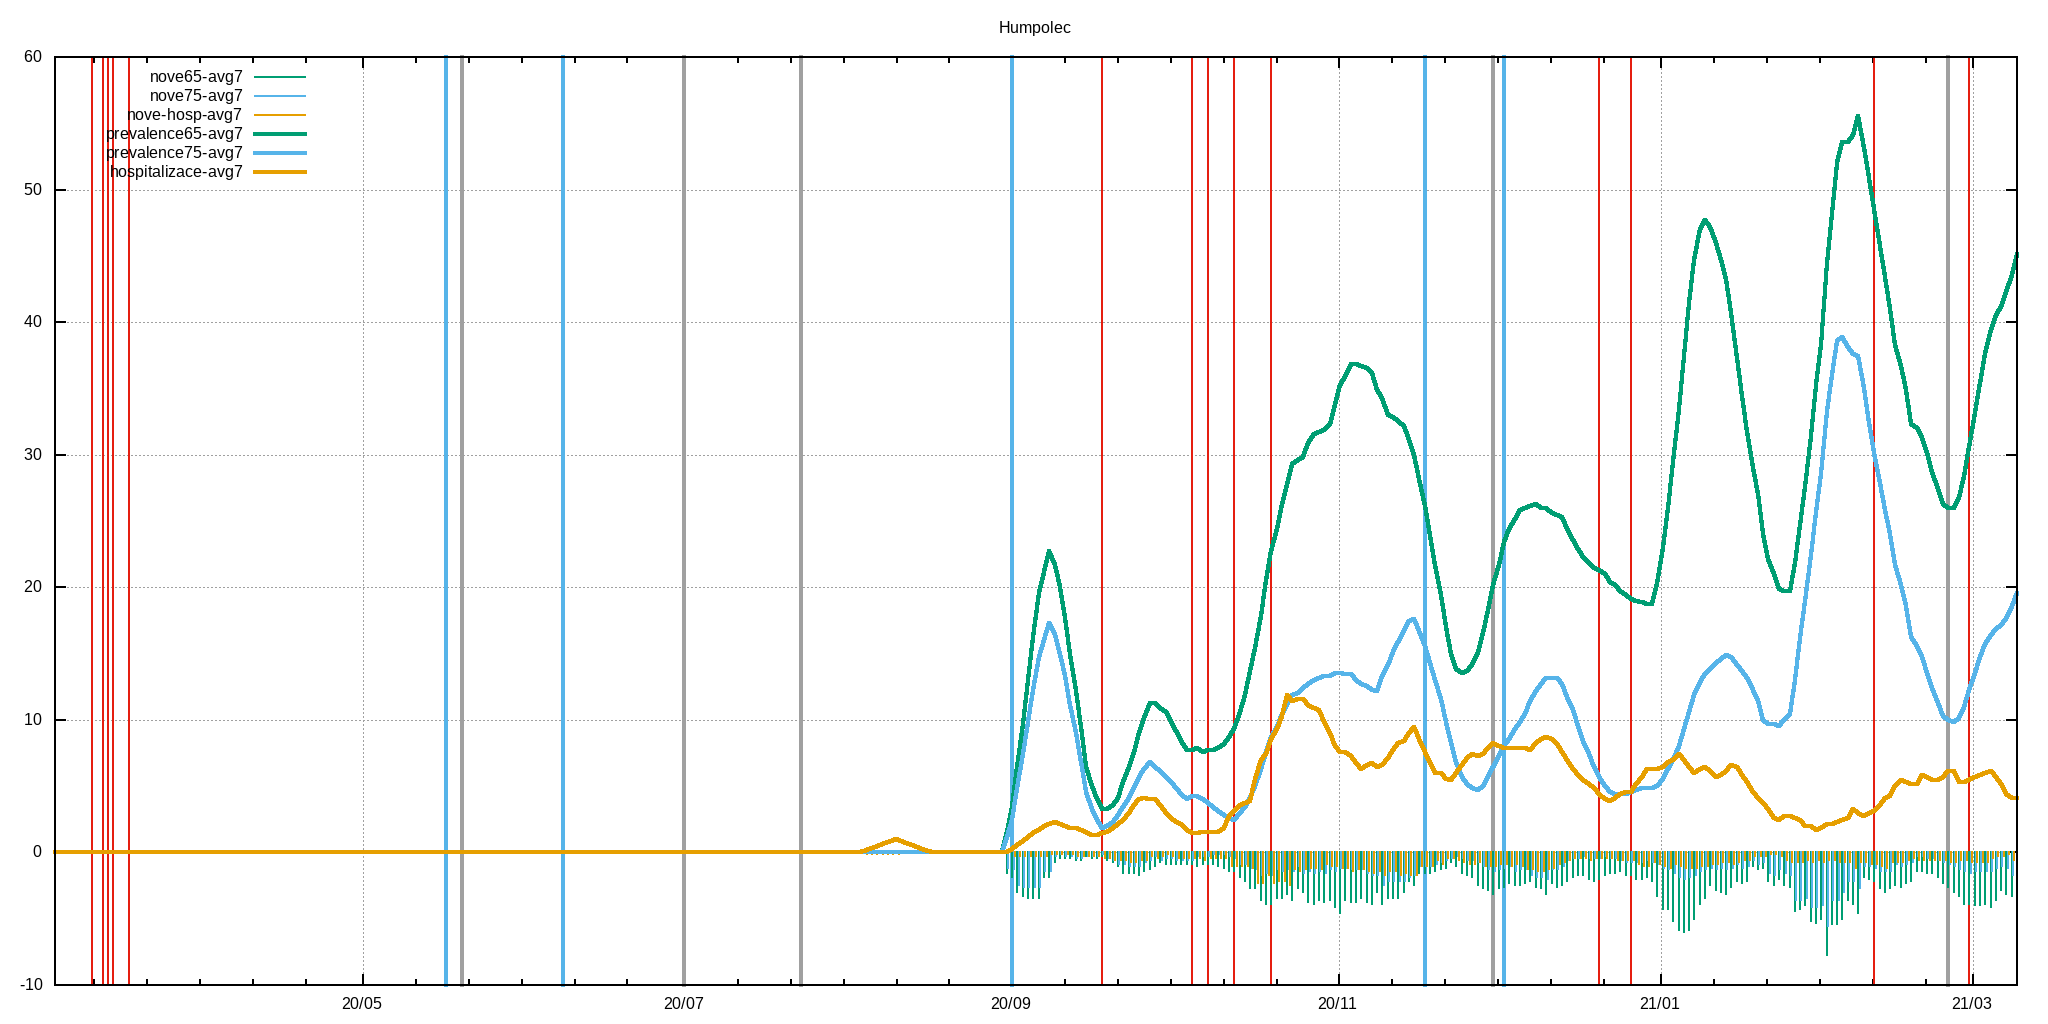 Humpolec
60
50
40
30
20
10
0
-10
nove65-avg7
nove75-avg7
nove-hosp-avg7
prevalence65-avg7
prevalence75-avg7
hospitalizace-avg7
20/05
20/07
20/09
20/11
21/01
21/03